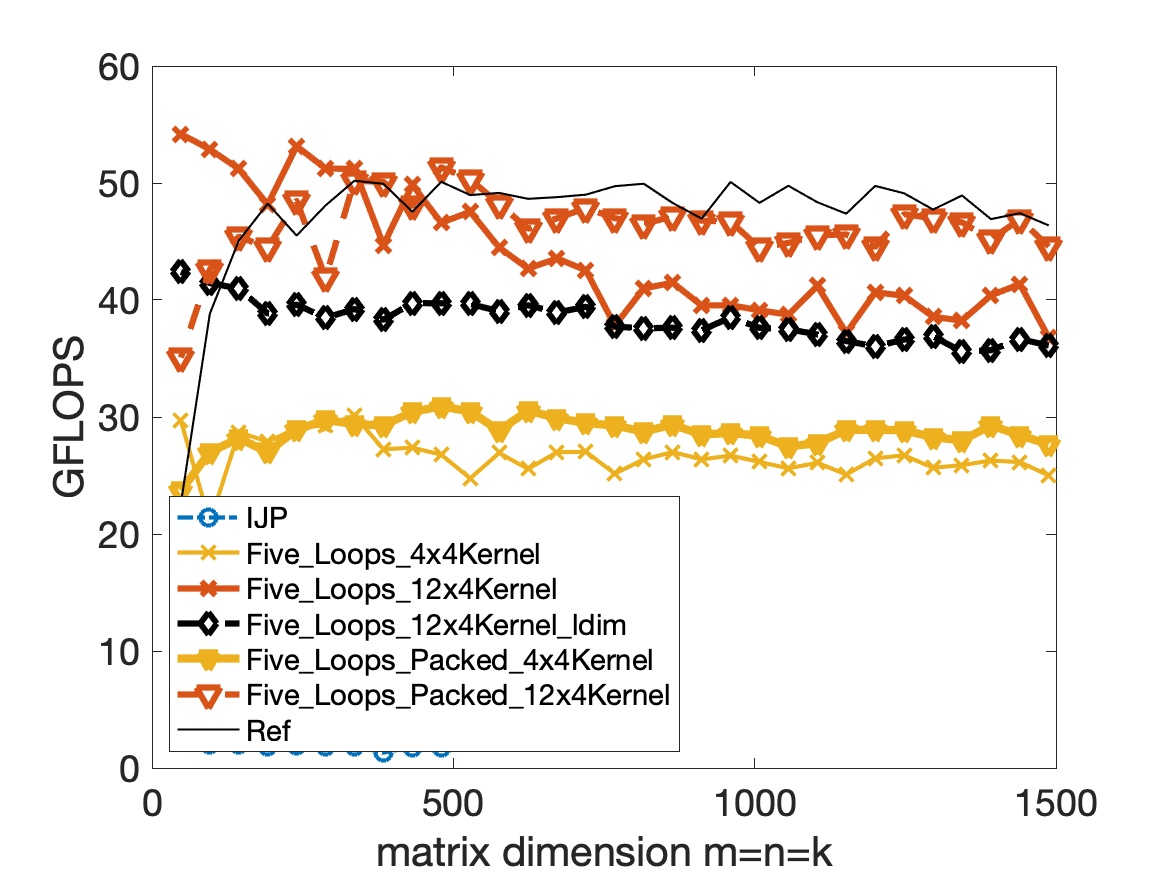 60
50
40
30
20
10
0
GFLOPS
IJP
Five_Loops_4x4Kernel
Five_Loops_12x4Kernel
Five_Loops_12x4Kernel_ldim
Five_Loops_Packed_4x4Kernel
Five_Loops_Packed_12x4Kernel
Ref
0 500 1000 1500
matrix dimension m=n=k